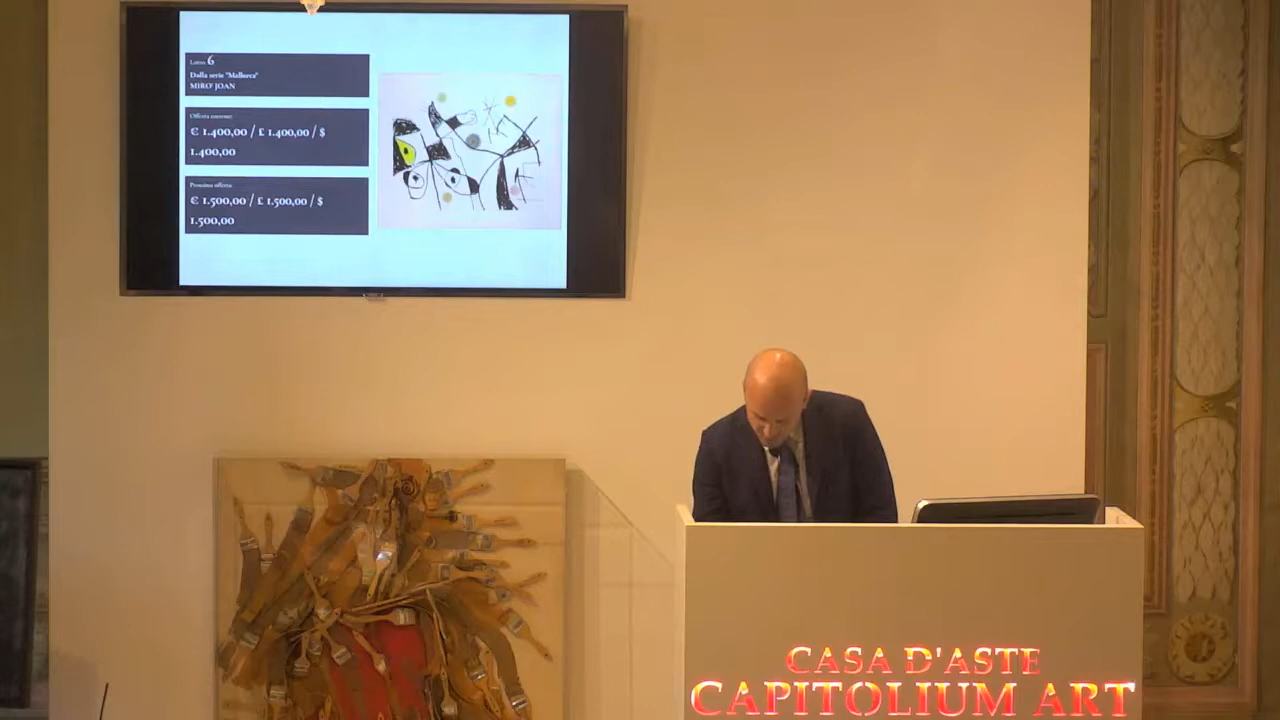 Lotto 6
Dalla serie "Mallorca"
MIRO' JOAN
Offerta corrente:
€ 1.400,00 / £ 1.400,00 / $
1.400,00
Prossima offerta:
€ 1.500,00 / £ 1.500,00 / $
1.500,00
CASA D'ASTE
CAPITOLIUM ART